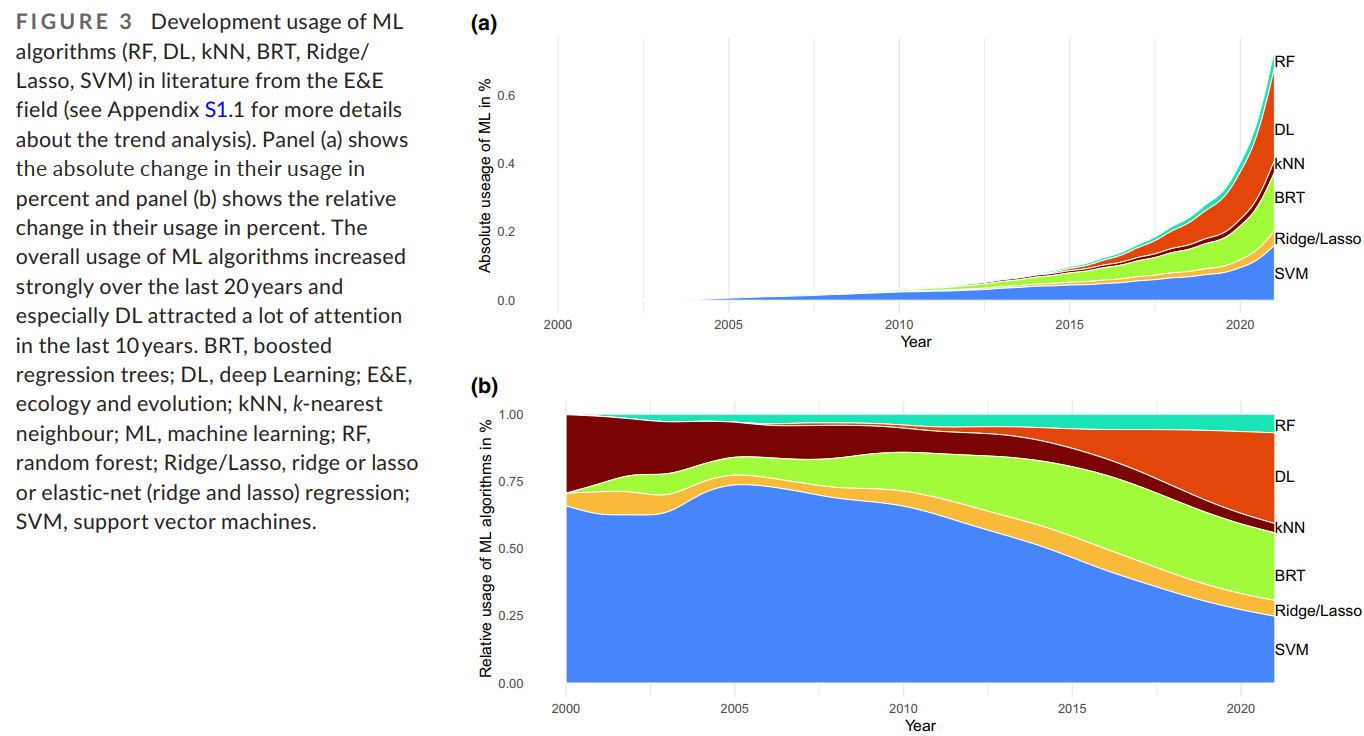 FIGURE 3 Development usage of ML
algorithms (RF, DL, kNN, BRT, Ridge/
Lasso, SVM) in literature from the E&E
field (see Appendix S1.1 for more details
about the trend analysis). Panel (a) shows
the absolute change in their usage in
percent and panel (b) shows the relative
change in their usage in percent. The
overall usage of ML algorithms increased
strongly over the last 20 years and
especially DL attracted a lot of attention
in the last 10 years. BRT, boosted
regression trees; DL, deep Learning; E&E,
ecology and evolution; kNN, k-nearest
neighbour; ML, machine learning; RF,
random forest; Ridge/Lasso, ridge or lasso
or elastic-net (ridge and lasso) regression;
SVM, support vector machines.
(a)
Absolute useage of ML in %
0.6
0.4
0.2
0.0
RF
DL
kNN
BRT
Ridge/Lasso
SVM
2000 2005 2010 2015 2020
Year
(b)
Relative usage of ML algorithms in %
1.00
0.75
0.50
0.25
0.00
RF
DL
kNN
BRT
Ridge/Lasso
SVM
2000 2005 2010 2015 2020
Year